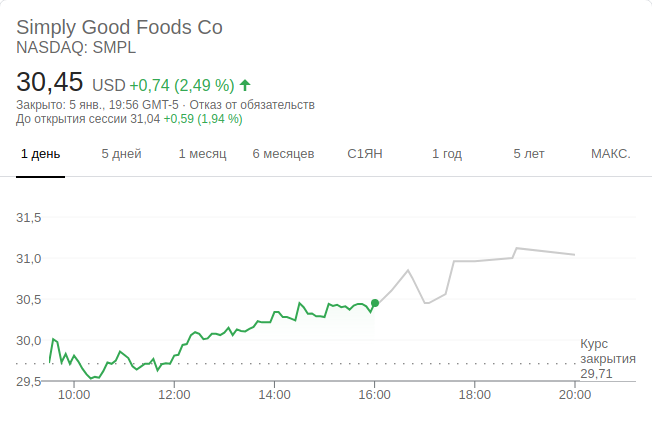 Simply Good Foods Co
NASDAQ: SMPL
30,45 USD +0,74 (2,49 %)
Закрыто: 5 янв., 19:56 GMT-5 · Отказ от обязательств
До открытия сессии 31,04 +0,59 (1,94 %)
1 день 5 дней 1 месяц 6 месяцев С1ЯН 1 год 5 лет МАКС.
31,5
31,0
30,5
30,0
29,5
Курс
закрытия
29,71
10:00 12:00 14:00 16:00 18:00 20:00